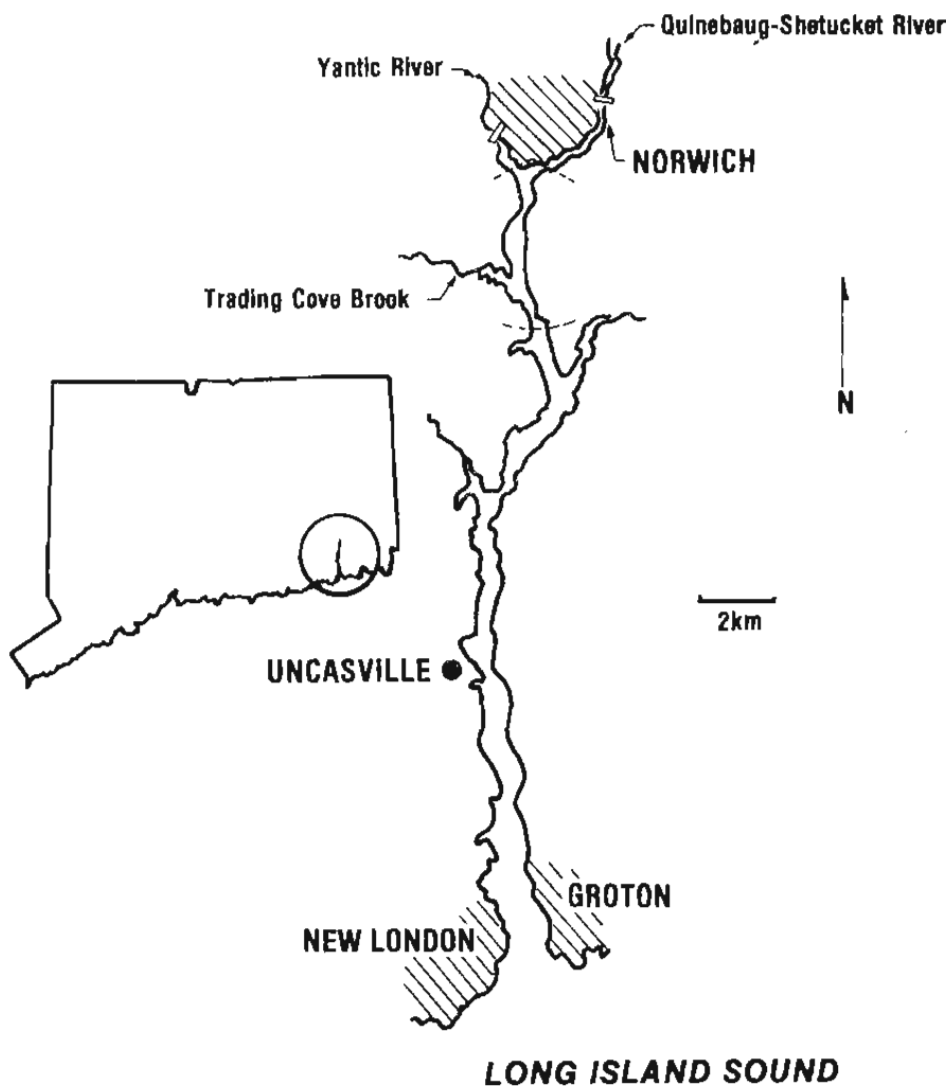 Quinebaug-Shetucket River
Yantic River
NORWICH
Trading Cove Brook
N
2km
UNCASVILLE
GROTON
NEW LONDON
LONG ISLAND SOUND